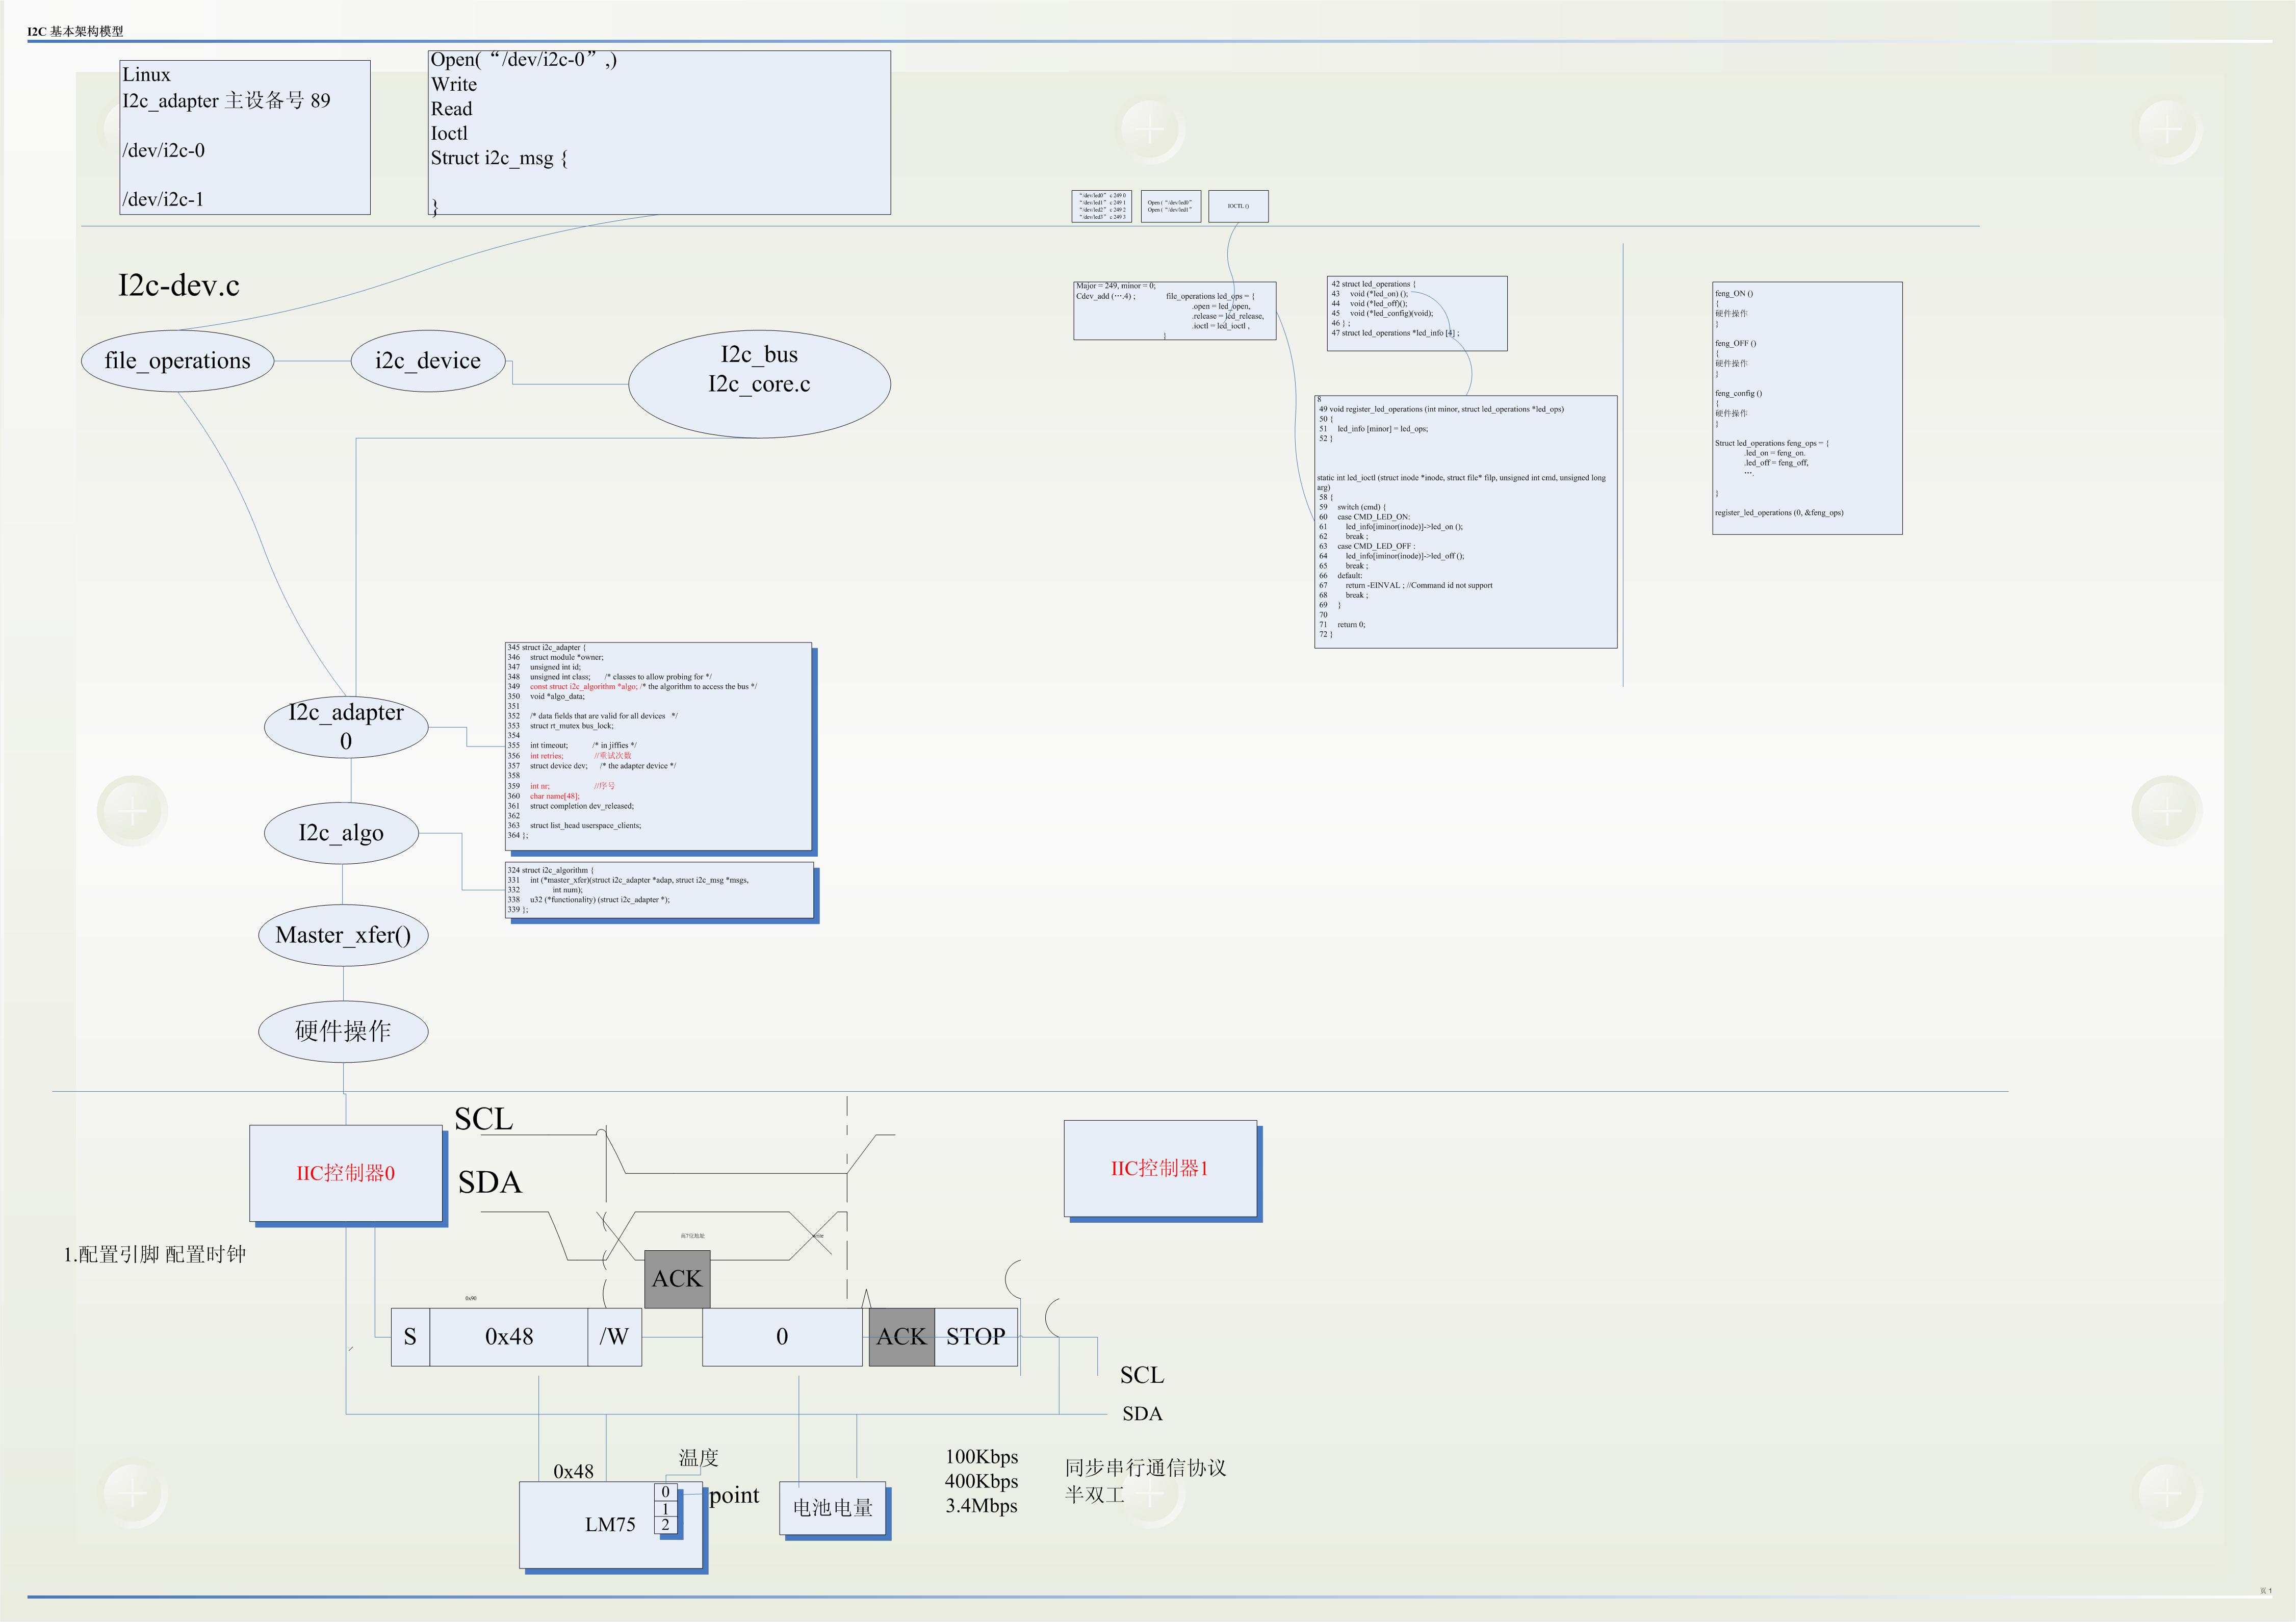 I2C 基本架构模型
Linux
I2c_adapter 主设备号 89
/dev/i2c-0
/dev/i2c-1
Open(“/dev/i2c-0”,)
Write
Read
Ioctl
Struct i2c_msg {
}
“/dev/led0” c 249 0
“/dev/led1” c 249 1
“/dev/led2” c 249 2
“/dev/led3” c 249 3
Open (“/dev/led0”
Open (“/dev/led1”
IOCTL ()
I2c-dev.c
file_operations
i2c_device
I2c_bus
I2c_core.c
Major = 249, minor = 0;
Cdev_add (….4) ; file_operations led_ops = {
.open = led_open,
.release = led_release,
.ioctl = led_ioctl ,
}
42 struct led_operations {
43 void (*led_on) ();
44 void (*led_off)();
45 void (*led_config)(void);
46 } ;
47 struct led_operations *led_info [4] ;
8
49 void register_led_operations (int minor, struct led_operations *led_ops)
50 {
51 led_info [minor] = led_ops;
52 }
static int led_ioctl (struct inode *inode, struct file* filp, unsigned int cmd, unsigned long
arg)
58 {
59 switch (cmd) {
60 case CMD_LED_ON:
61 led_info[iminor(inode)]->led_on ();
62 break ;
63 case CMD_LED_OFF :
64 led_info[iminor(inode)]->led_off ();
65 break ;
66 default:
67 return -EINVAL ; //Command id not support
68 break ;
69 }
70
71 return 0;
72 }
feng_ON ()
{
硬件操作
}
feng_OFF ()
{
硬件操作
}
feng_config ()
{
硬件操作
}
Struct led_operations feng_ops = {
.led_on = feng_on.
.led_off = feng_off,
….
}
register_led_operations (0, &feng_ops)
I2c_adapter
0
345 struct i2c_adapter {
346 struct module *owner;
347 unsigned int id;
348 unsigned int class; /* classes to allow probing for */
349 const struct i2c_algorithm *algo; /* the algorithm to access the bus */
350 void *algo_data;
351
352 /* data fields that are valid for all devices */
353 struct rt_mutex bus_lock;
354
355 int timeout; /* in jiffies */
356 int retries; //重试次数
357 struct device dev; /* the adapter device */
358
359 int nr; //序号
360 char name[48];
361 struct completion dev_released;
362
363 struct list_head userspace_clients;
364 };
I2c_algo
324 struct i2c_algorithm {
331 int (*master_xfer)(struct i2c_adapter *adap, struct i2c_msg *msgs,
332 int num);
338 u32 (*functionality) (struct i2c_adapter *);
339 };
Master_xfer()
硬件操作
SCL
IIC控制器0
SDA
IIC控制器1
高7位地址
write
1.配置引脚 配置时钟
ACK
0x90
S
0x48
/W
0
ACK
STOP
SCL
SDA
温度
0x48
point
0
1
2
LM75
电池电量
100Kbps
400Kbps
3.4Mbps
同步串行通信协议
半双工
页 1